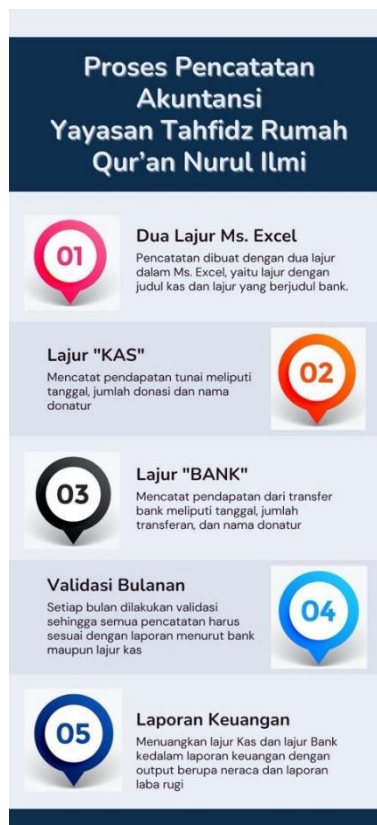 Proses Pencatatan
Akuntansi
Yayasan Tahfidz Rumah
Qur'an Nurul Ilmi
01
Dua Lajur Ms. Excel
Pencatatan dibuat dengan dua lajur
dalam Ms. Excel, yaitu lajur dengan
judul kas dan lajur yang berjudul bank.
Lajur "KAS"
Mencatat pendapatan tunai meliputi
tanggal, jumlah donasi dan nama
donatur
02
03
Lajur "BANK"
Mencatat pendapatan dari transfer
bank meliputi tanggal, jumlah
transferan, dan nama donatur
Validasi Bulanan
Setiap bulan dilakukan validasi
sehingga semua pencatatan harus
sesuai dengan laporan menurut bank
maupun lajur kas
04
05
Laporan Keuangan
Menuangkan lajur Kas dan lajur Bank
kedalam laporan keuangan dengan
output berupa neraca dan laporan
laba rugi